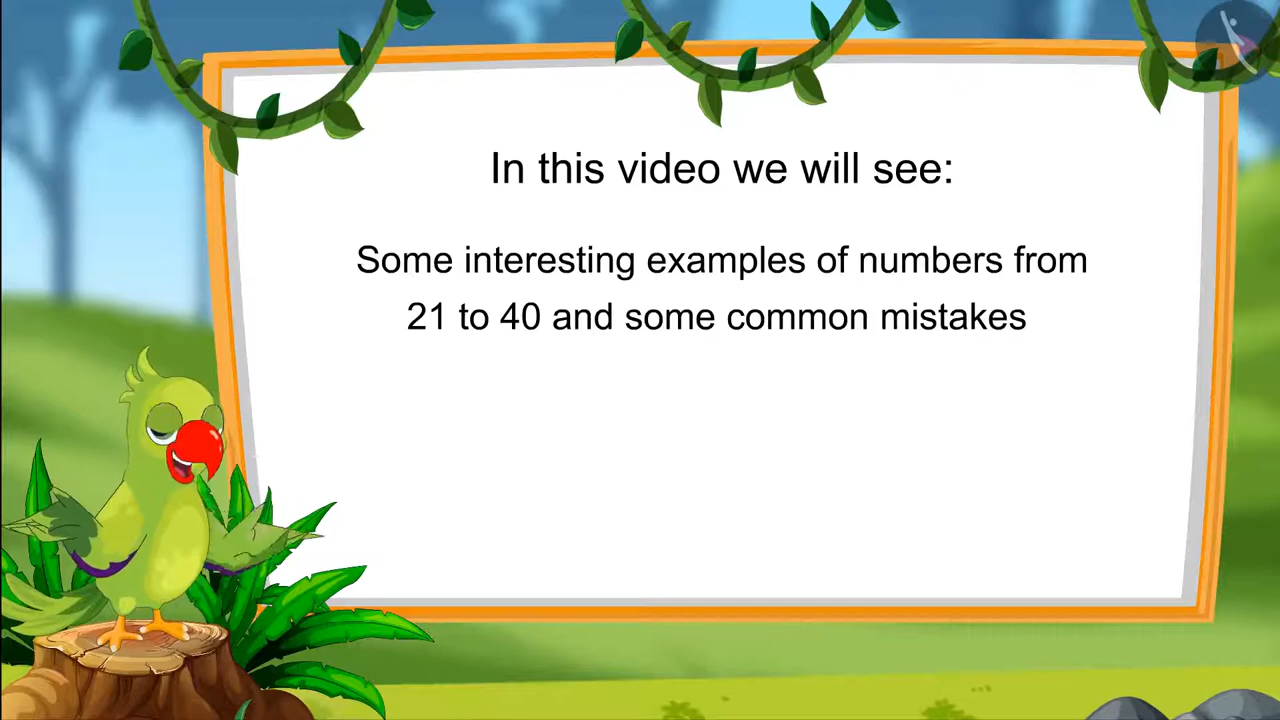 In this video we will see:
Some interesting examples of numbers from
21 to 40 and some common mistakes